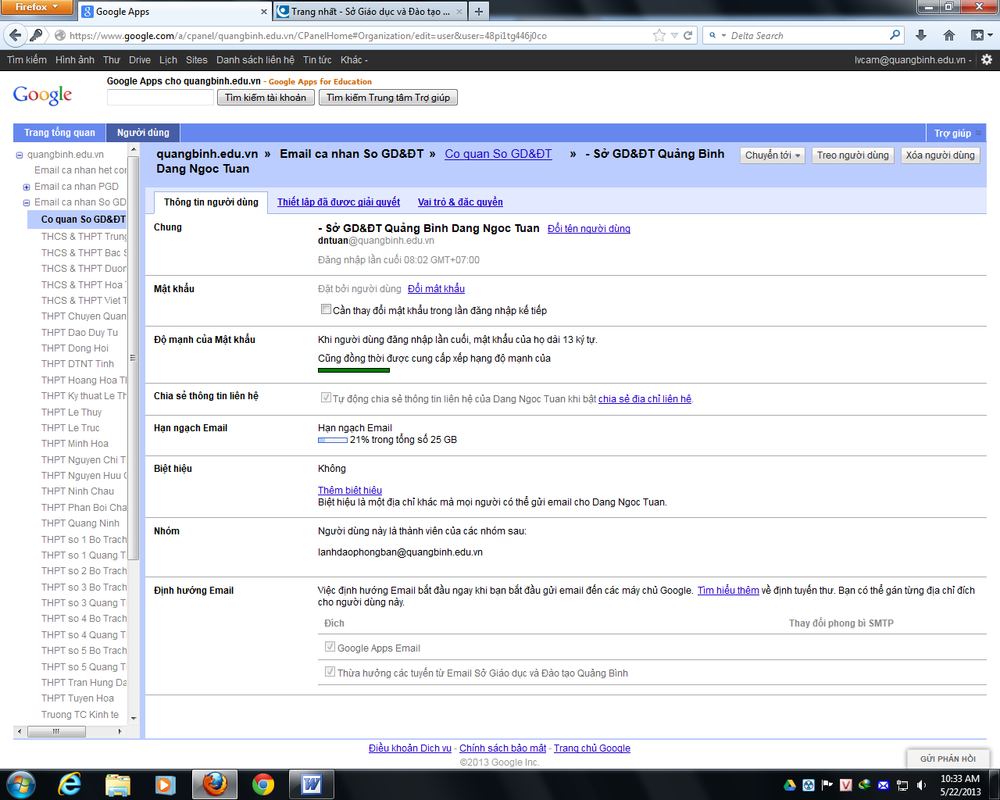 Firefox
Google Apps
Trang nhất - Sở Giáo dục và Đào tạo ...
https://www.google.com/a/cpanel/quangbinh.edu.vn/CPanelHome#Organization/edit=user&user=48pi1tg446j0co
Delta Search
Tìm kiếm Hình ảnh Thư Drive Lịch Sites Danh sách liên hệ Tin tức Khác
lvcam@quangbinh.edu.vn
Google
Google Apps cho quangbinh.edu.vn - Google Apps for Education
Tìm kiếm tài khoản Tìm kiếm Trung tâm Trợ giúp
Trang tổng quan Người dùng Trợ giúp
quangbinh.edu.vn
Email ca nhan het con
Email ca nhan PGD
Email ca nhan So GD
Co quan So GD&ĐT
THCS & THPT Trung
THCS & THPT Bac S
THCS & THPT Duon
THCS & THPT Hoa T
THCS & THPT Viet T
THPT Chuyen Quan
THPT Dao Duy Tu
THPT Dong Hoi
THPT DTNT Tinh
THPT Hoang Hoa Th
THPT Ky thuat Le Th
THPT Le Thuy
THPT Le Truc
THPT Minh Hoa
THPT Nguyen Chi T
THPT Nguyen Huu C
THPT Ninh Chau
THPT Phan Boi Cha
THPT Quang Ninh
THPT so 1 Bo Trach
THPT so 1 Quang T
THPT so 2 Bo Trach
THPT so 3 Bo Trach
THPT so 3 Quang T
THPT so 4 Bo Trach
THPT so 4 Quang T
THPT so 5 Bo Trach
THPT so 5 Quang T
THPT Tran Hung Da
THPT Tuyen Hoa
Truong TC Kinh te
quangbinh.edu.vn » Email ca nhan So GD&ĐT » Co quan So GD&ĐT » - Sở GD&ĐT Quảng Bình
Dang Ngoc Tuan
Chuyển tới Treo người dùng Xóa người dùng
Thông tin người dùng Thiết lập đã được giải quyết Vai trò & đặc quyền
Chung
- Sở GD&ĐT Quảng Bình Dang Ngoc Tuan Đổi tên người dùng
dntuan@quangbinh.edu.vn
Đăng nhập lần cuối 08:02 GMT+07:00
Mật khẩu
Đặt bởi người dùng Đổi mật khẩu
Cần thay đổi mật khẩu trong lần đăng nhập kế tiếp
Độ mạnh của Mật khẩu
Khi người dùng đăng nhập lần cuối, mật khẩu của họ dài 13 ký tự.
Cũng đồng thời được cung cấp xếp hạng độ mạnh của
Chia sẻ thông tin liên hệ
Tự động chia sẻ thông tin liên hệ của Dang Ngoc Tuan khi bật chia sẻ địa chỉ liên hệ.
Hạn ngạch Email
Hạn ngạch Email
21% trong tổng số 25 GB
Biệt hiệu
Không
Thêm biệt hiệu
Biệt hiệu là một địa chỉ khác mà mọi người có thể gửi email cho Dang Ngoc Tuan.
Nhóm
Người dùng này là thành viên của các nhóm sau:
lanhdaophongban@quangbinh.edu.vn
Định hướng Email
Việc định hướng Email bắt đầu ngay khi bạn bắt đầu gửi email đến các máy chủ Google. Tìm hiểu thêm về định tuyến thư. Bạn có thể gán từng địa chỉ đích
cho người dùng này.
Đích Thay đổi phong bì SMTP
Google Apps Email
Thừa hưởng các tuyến từ Email Sở Giáo dục và Đào tạo Quảng Bình
Điều khoản Dịch vụ - Chính sách bảo mật - Trang chủ Google
©2013 Google Inc.
GỬI PHẢN HỒI
10:33 AM
5/22/2013